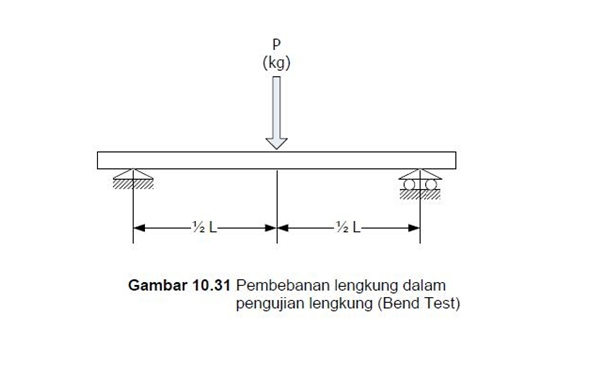 P
(kg)
½ L
½ L
Gambar 10.31 Pembebanan lengkung dalam
pengujian lengkung (Bend Test)